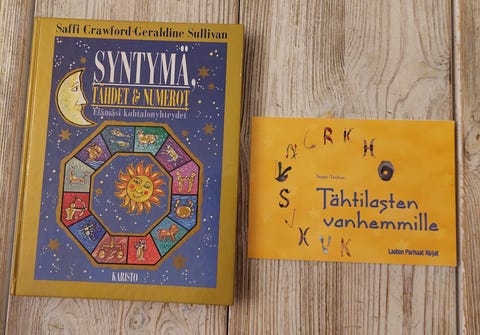 Saffi Crawford-Geraldine Sullivan
SYNTYMÄ,
TÄHDET & NUMEROT
Elämäsi kohtalonyhteydet
KARISTO
Tähtilasten
vanhemmille
Lasten Parhaat Kirjat